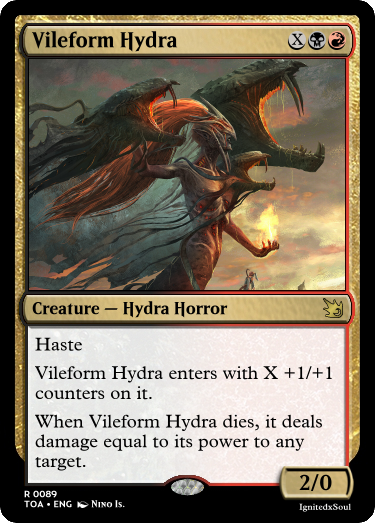 Vileform Hydra X
Creature — Hydra Horror
Haste
Vileform Hydra enters with X +1/+1
counters on it.
When Vileform Hydra dies, it deals
damage equal to its power to any
target.
2/0
R 0089
TOA • ENG Nino Is.
IgnitedxSoul